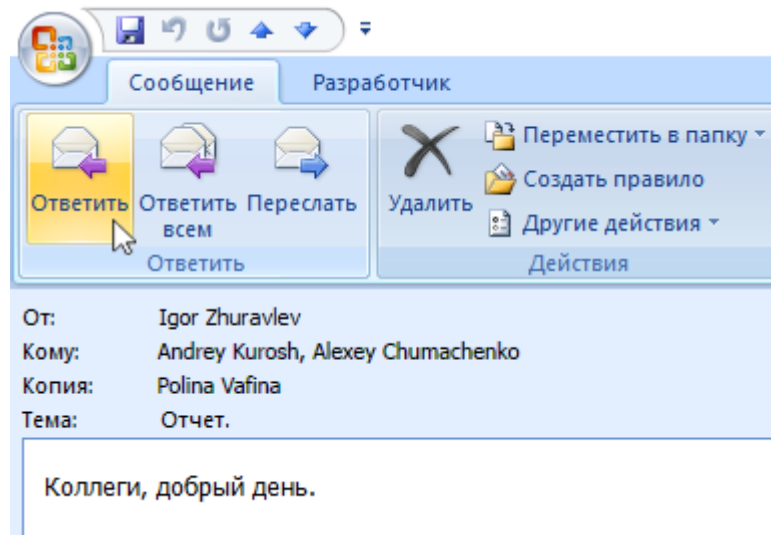 Сообщение Разработчик
Переместить в папку
Создать правило
Ответить Ответить всем Переслать Удалить
Другие действия
Ответить Действия
От: Igor Zhuravlev
Кому: Andrey Kurosh, Alexey Chumachenko
Копия: Polina Vafina
Тема: Отчет.
Коллеги, добрый день.